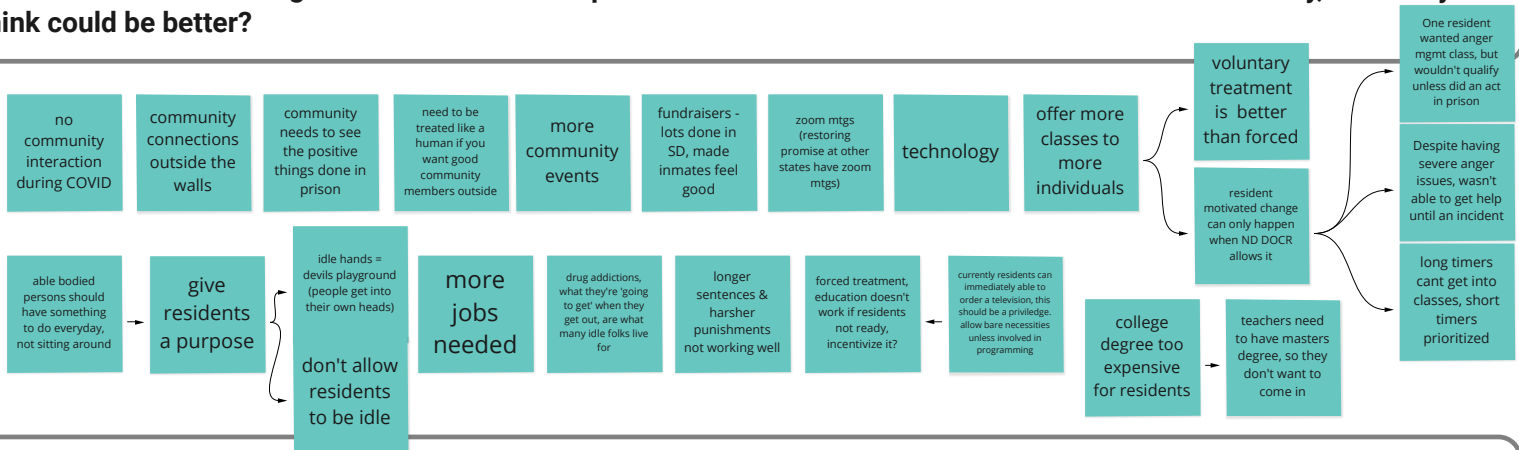 hink could be better?
no
community
interaction
during COVID
community
connections
outside the
walls
community
needs to see
the positive
things done in
prison
need to be
treated like a
human if you
want good
community
members outside
more
community
events
fundraisers -
lots done in
SD, made
inmates feel
good
zoom mtgs
(restoring
promise at other
states have zoom
mtgs)
technology
offer more
classes to
more
individuals
voluntary
treatment
is better
than forced
resident
motivated change
can only happen
when ND DOCR
allows it
One resident
wanted anger
mgmt class, but
wouldn't qualify
unless did an act
in prison
Despite having
severe anger
issues, wasn't
able to get help
until an incident
long timers
cant get into
classes, short
timers
prioritized
able bodied
persons should
have something
to do everyday,
not sitting around
give
residents
a purpose
idle hands =
devils playground
(people get into
their own heads)
don't allow
residents
to be idle
more
jobs
needed
drug addictions,
what they're 'going
to get' when they
get out, are what
many idle folks live
for
longer
sentences &
harsher
punishments
not working well
forced treatment,
education doesn't
work if residents
not ready,
incentivize it?
currently residents can
immediately able to
order a television, this
should be a priviledge.
allow bare necessities
unless involved in
programming
college
degree too
expensive
for residents
teachers need
to have masters
degree, so they
don't want to
come in